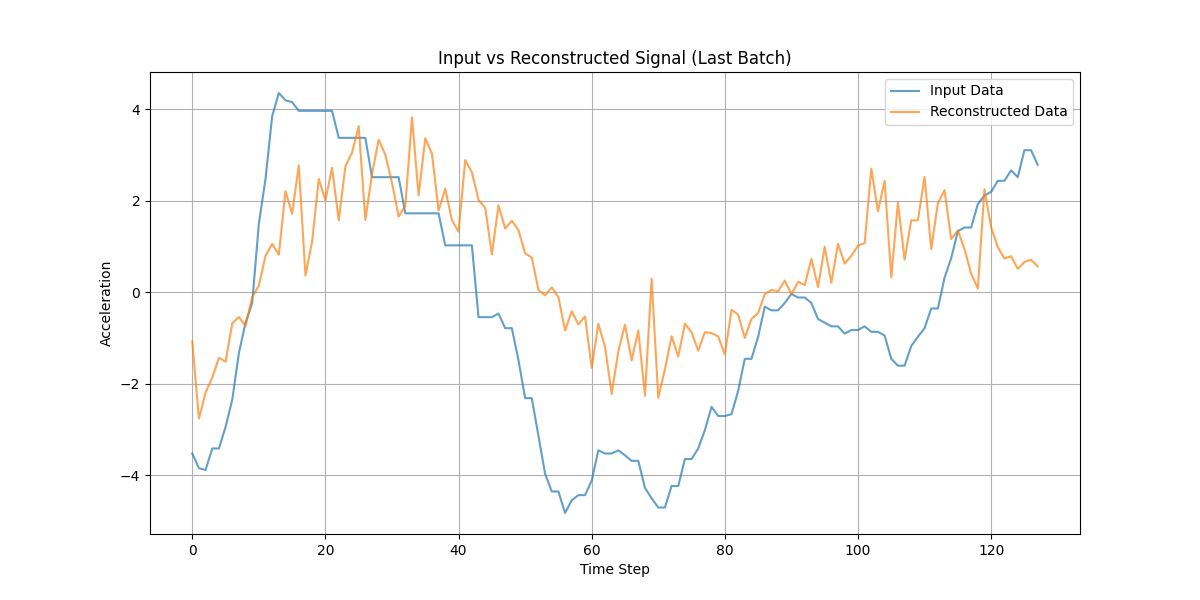 Input vs Reconstructed Signal (Last Batch)
Input Data
Reconstructed Data
Acceleration
4
2
0
−2
−4
0 20 40 60 80 100 120
Time Step